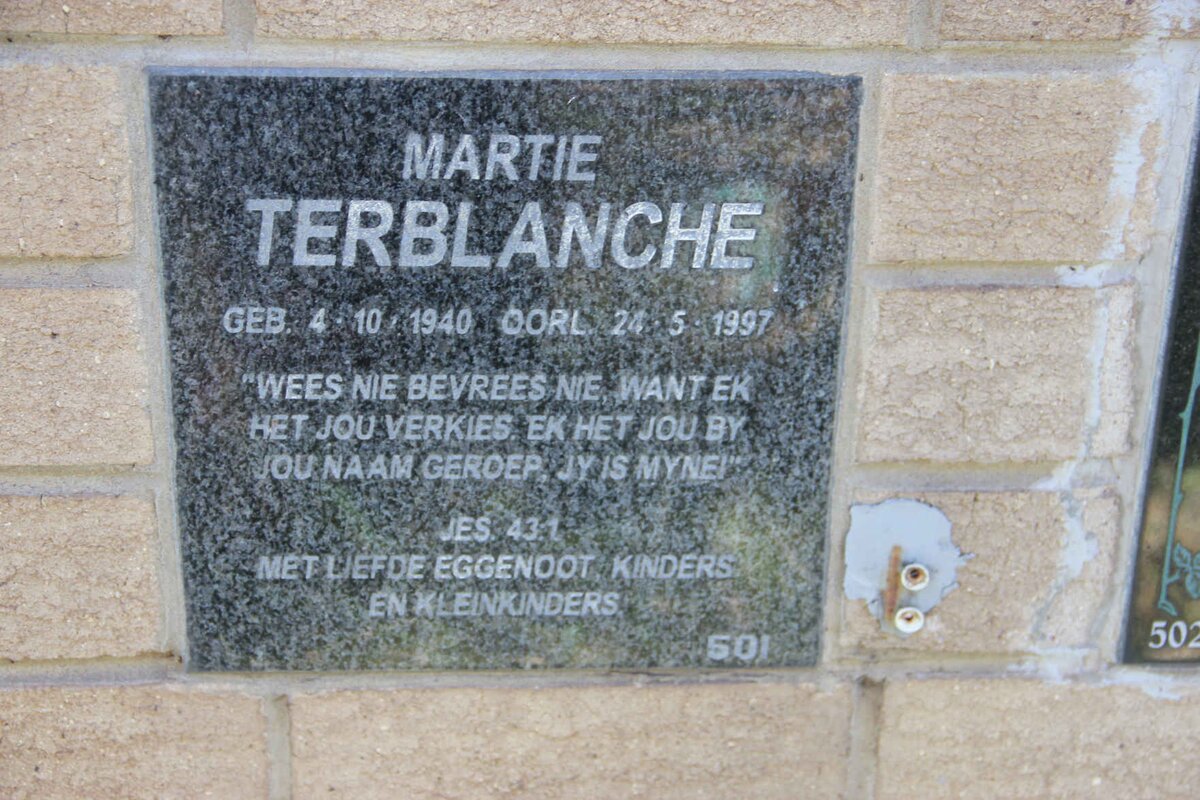 MARTIE
TERBLANCHE
GEB. 4·10·1940 OORL. 24·5·1997
"WEES NIE BEVREES NIE, WANT EK
HET JOU VERKIES. EK HET JOU BY
JOU NAAM GEROEP, JY IS MYNE!"
JES. 43:1
MET LIEFDE EGGENOOT, KINDERS
EN KLEINKINDERS
501
502